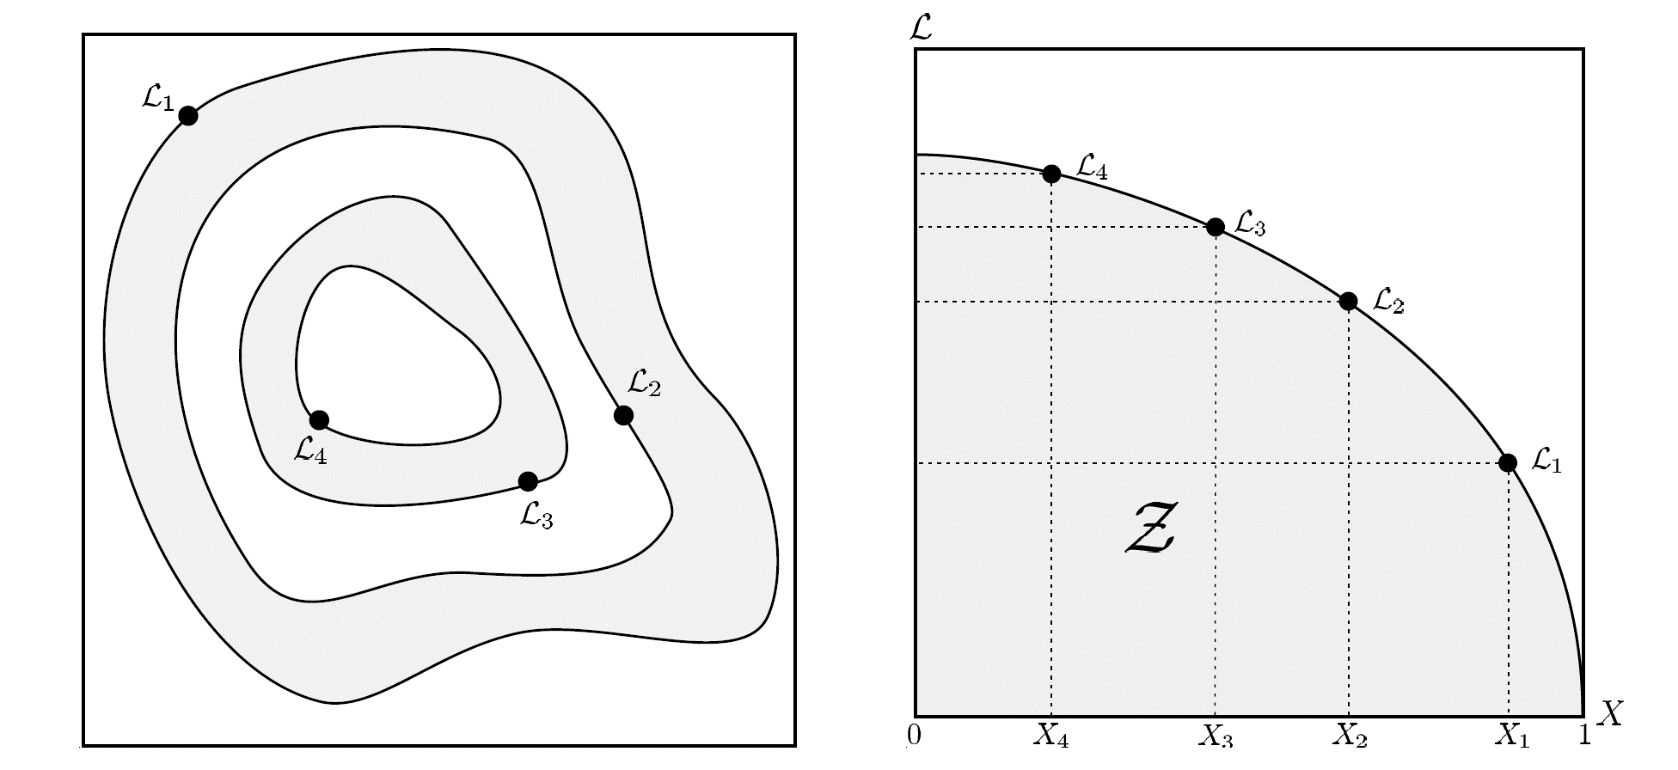 ℒ₁
ℒ₂
ℒ₄
ℒ₃
ℒ
ℒ₄
ℒ₃
ℒ₂
ℒ₁
𝒵
X
0 X₄ X₃ X₂ X₁ 1